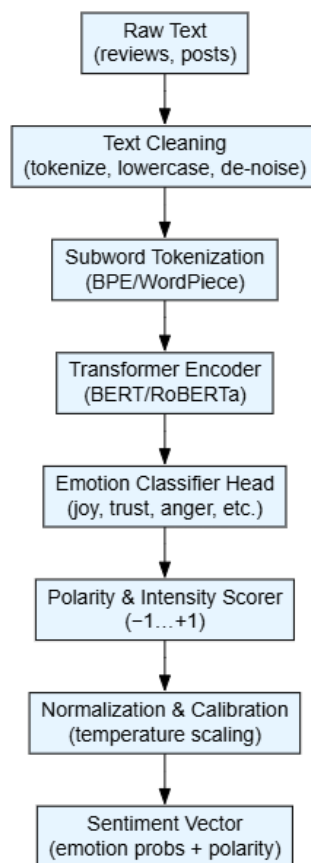 Raw Text
(reviews, posts)
Text Cleaning
(tokenize, lowercase, de-noise)
Subword Tokenization
(BPE/WordPiece)
Transformer Encoder
(BERT/RoBERTa)
Emotion Classifier Head
(joy, trust, anger, etc.)
Polarity & Intensity Scorer
(−1...+1)
Normalization & Calibration
(temperature scaling)
Sentiment Vector
(emotion probs + polarity)